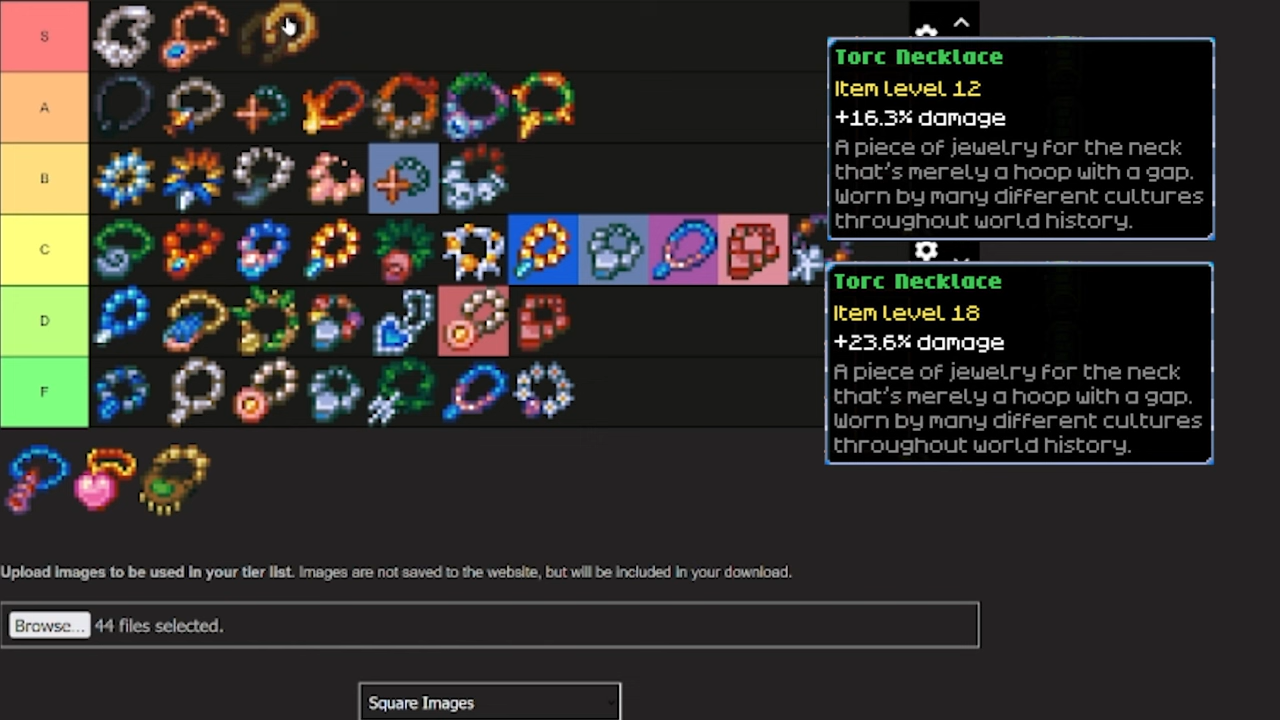 S
A
B
C
D
F
Torc Necklace
Item level 12
+16.3% damage
A piece of jewelry for the neck
that's merely a hoop with a gap.
Worn by many different cultures
throughout world history.
Torc Necklace
Item level 18
+23.6% damage
A piece of jewelry for the neck
that's merely a hoop with a gap.
Worn by many different cultures
throughout world history.
Upload images to be used in your tier list. Images are not saved to the website, but will be included in your download.
Browse... 44 files selected.
Square Images